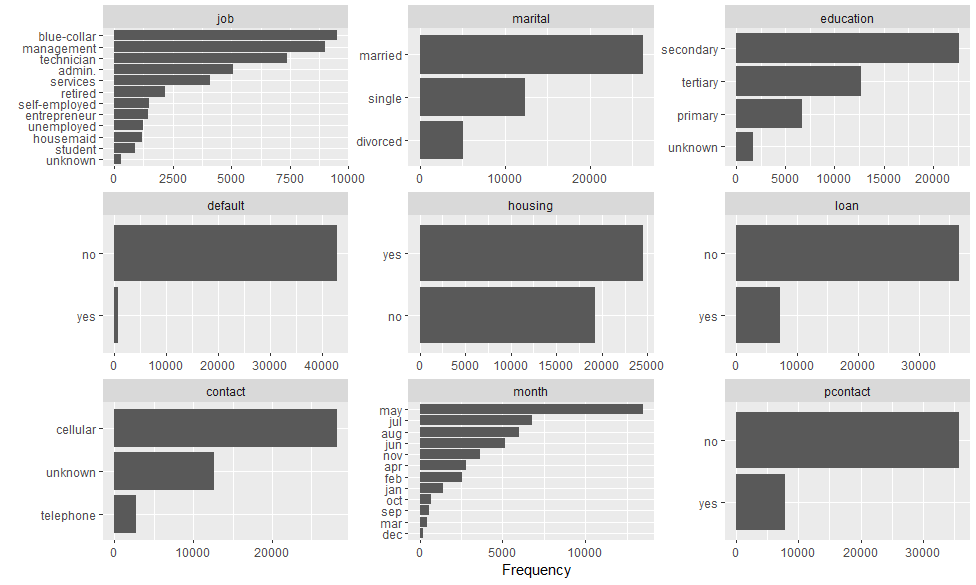 job
blue-collar
management
technician
admin.
services
retired
self-employed
entrepreneur
unemployed
housemaid
student
unknown
0 2500 5000 7500 10000
marital
married
single
divorced
0 10000 20000
education
secondary
tertiary
primary
unknown
0 5000 10000 15000 20000
default
no
yes
0 10000 20000 30000 40000
housing
yes
no
0 5000 10000 15000 20000 25000
loan
no
yes
0 10000 20000 30000
contact
cellular
unknown
telephone
0 10000 20000
month
may
jul
aug
jun
nov
apr
feb
jan
oct
sep
mar
dec
0 5000 10000
pcontact
no
yes
0 10000 20000 30000
Frequency